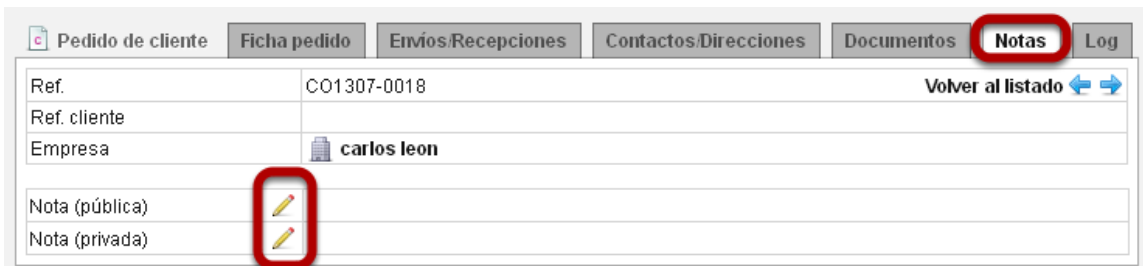 Pedido de cliente Ficha pedido Envíos/Recepciones Contactos/Direcciones Documentos Notas Log
Ref. CO1307-0018 Volver al listado
Ref. cliente
Empresa carlos leon
Nota (pública)
Nota (privada)